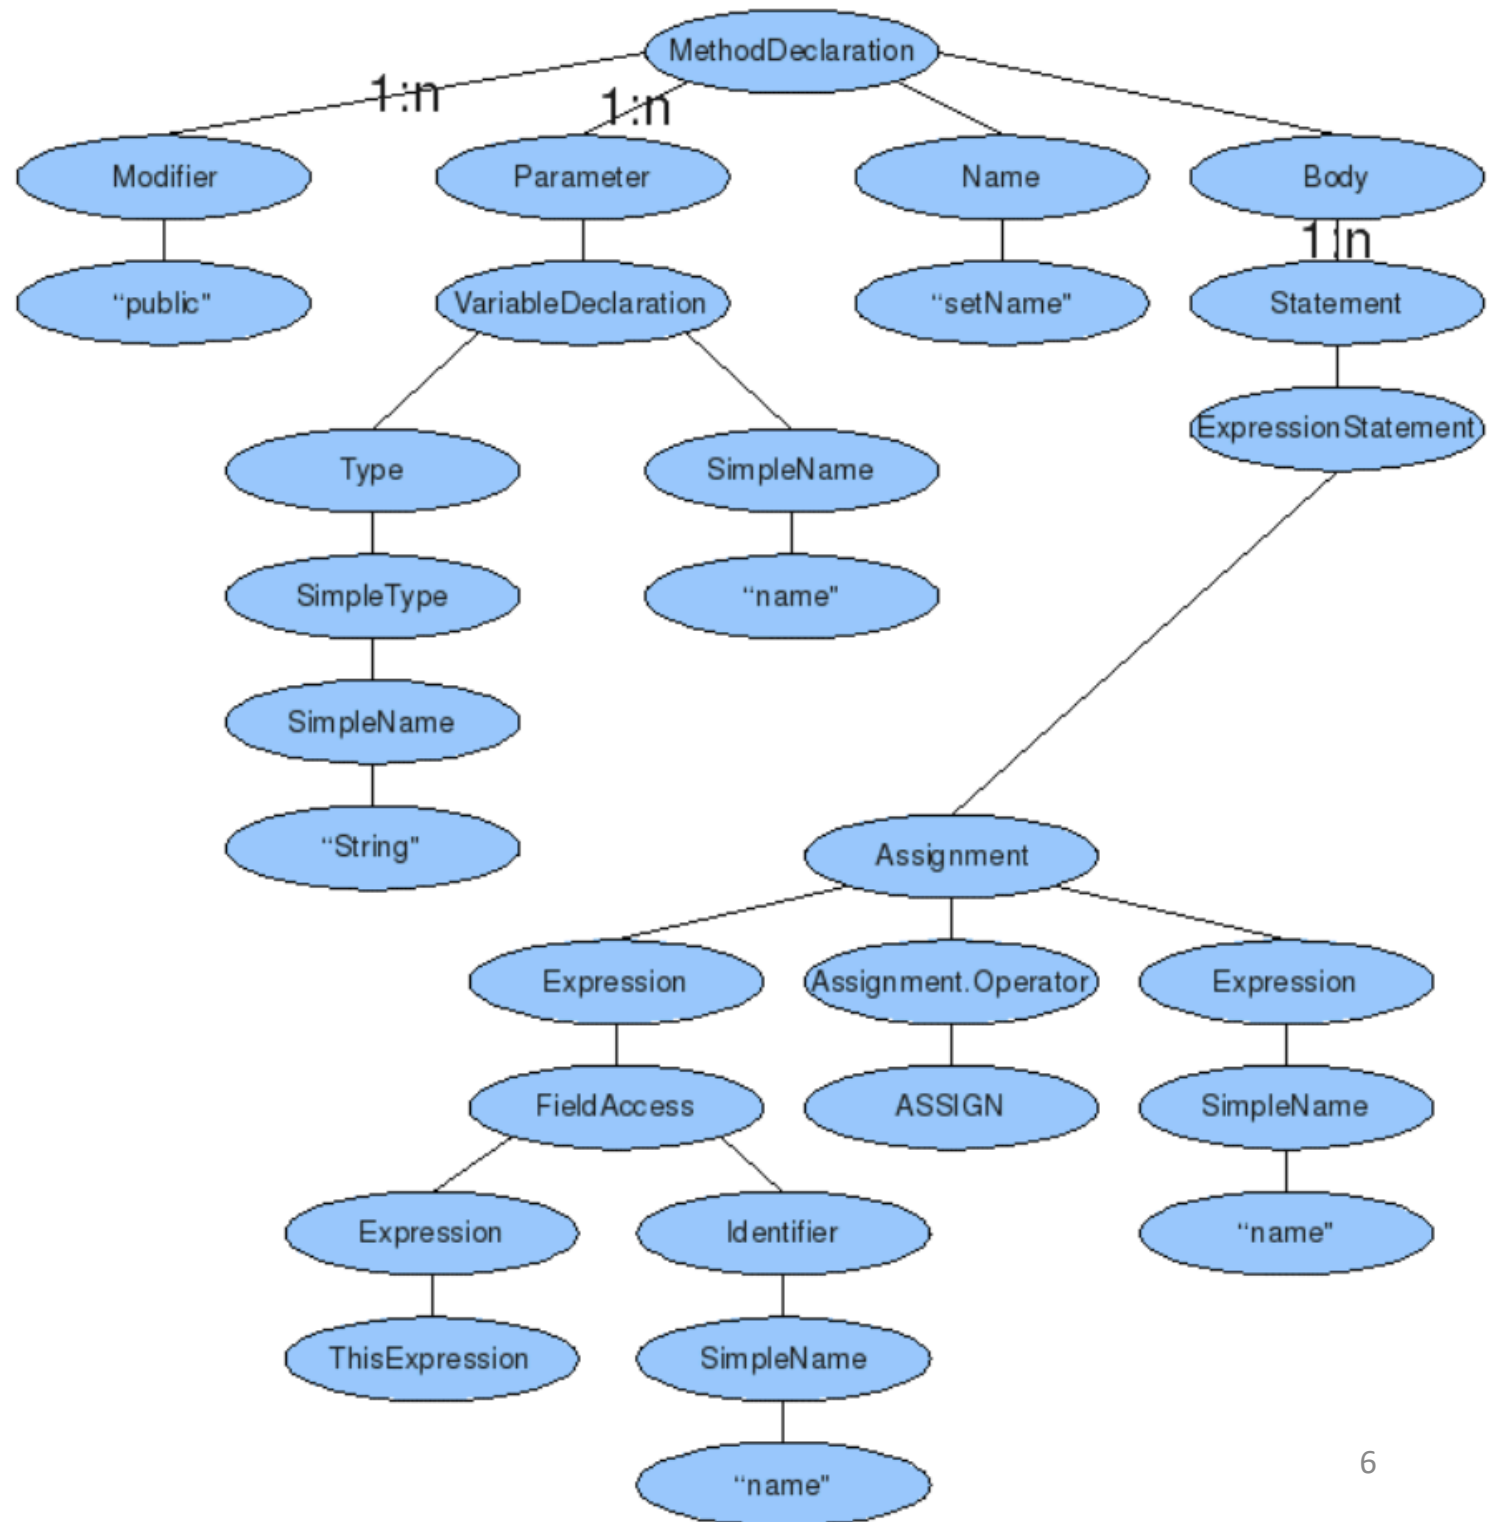 MethodDeclaration
1:n
1:n
Modifier
Parameter
Name
Body
1:n
“public"
VariableDeclaration
“setName"
Statement
ExpressionStatement
Type
SimpleName
SimpleType
“name"
SimpleName
“String"
Assignment
Expression
Assignment.Operator
Expression
FieldAccess
ASSIGN
SimpleName
Expression
Identifier
“name"
ThisExpression
SimpleName
“name"
6